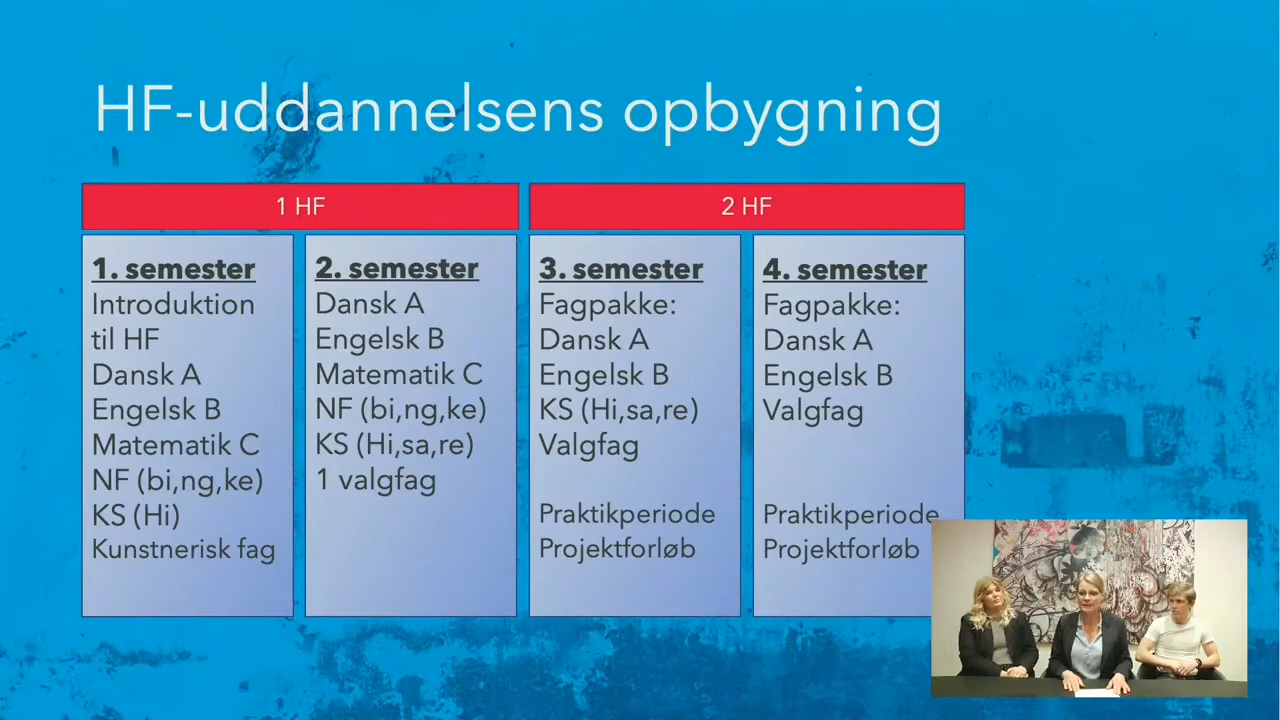 HF-uddannelsens opbygning
1 HF
2 HF
1. semester
Introduktion
til HF
Dansk A
Engelsk B
Matematik C
NF (bi,ng,ke)
KS (Hi)
Kunstnerisk fag
2. semester
Dansk A
Engelsk B
Matematik C
NF (bi,ng,ke)
KS (Hi,sa,re)
1 valgfag
3. semester
Fagpakke:
Dansk A
Engelsk B
KS (Hi,sa,re)
Valgfag
Praktikperiode
Projektforløb
4. semester
Fagpakke:
Dansk A
Engelsk B
Valgfag
Praktikperiode
Projektforløb